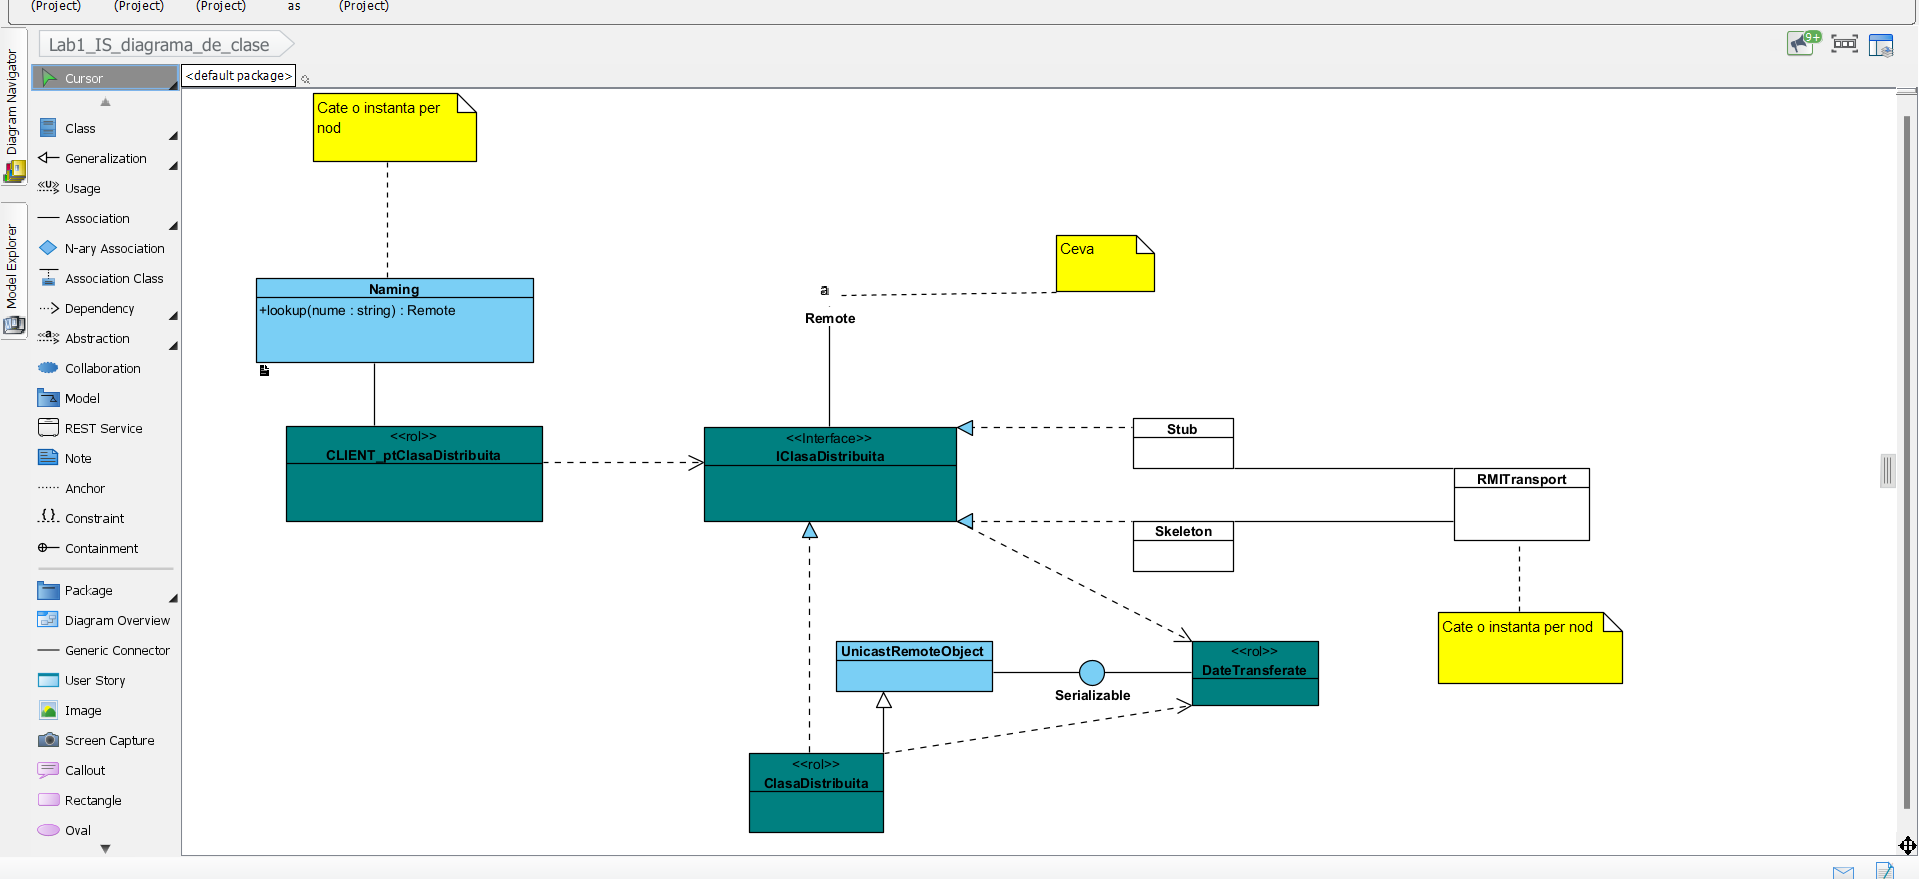 (Project) (Project) (Project) as (Project)
Diagram Navigator
Model Explorer
Lab1_IS_diagrama_de_clase
9+
Cursor
<default package>
Class
Generalization
Usage
Association
N-ary Association
Association Class
Dependency
Abstraction
Collaboration
Model
REST Service
Note
Anchor
Constraint
Containment
Package
Diagram Overview
Generic Connector
User Story
Image
Screen Capture
Callout
Rectangle
Oval
Cate o instanta per
nod
Naming
+lookup(nume : string) : Remote
Ceva
a
Remote
<<rol>>
CLIENT_ptClasaDistribuita
<<Interface>>
IClasaDistribuita
Stub
Skeleton
RMITransport
Cate o instanta per nod
UnicastRemoteObject
Serializable
<<rol>>
DateTransferate
<<rol>>
ClasaDistribuita